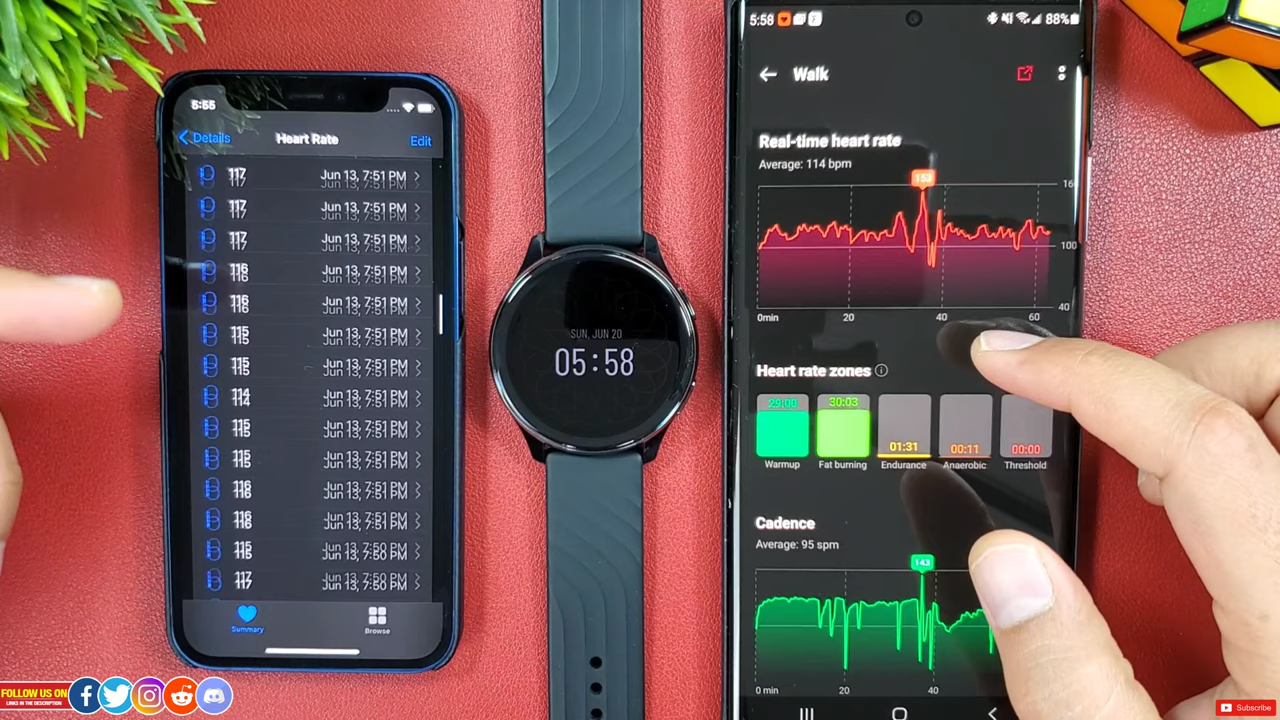 5:55
Details
Heart Rate
Edit
117 Jun 13, 7:51 PM
117 Jun 13, 7:51 PM
117 Jun 13, 7:51 PM
116 Jun 13, 7:51 PM
116 Jun 13, 7:51 PM
115 Jun 13, 7:51 PM
115 Jun 13, 7:51 PM
114 Jun 13, 7:51 PM
115 Jun 13, 7:51 PM
115 Jun 13, 7:51 PM
116 Jun 13, 7:51 PM
116 Jun 13, 7:51 PM
Jun 13, 7:50 PM
117 Jun 13, 7:50 PM
Summary
Browse
SUN, JUN 20
05:58
5:58
88%
Walk
Real-time heart rate
Average: 114 bpm
153
100
40
0min 20 40 60
Heart rate zones
29:00 30:03 01:31 00:11 00:00
Warmup Fat burning Endurance Anaerobic Threshold
Cadence
Average: 95 spm
143
0 min 20 40
FOLLOW US ON
LINKS IN THE DESCRIPTION
Subscribe